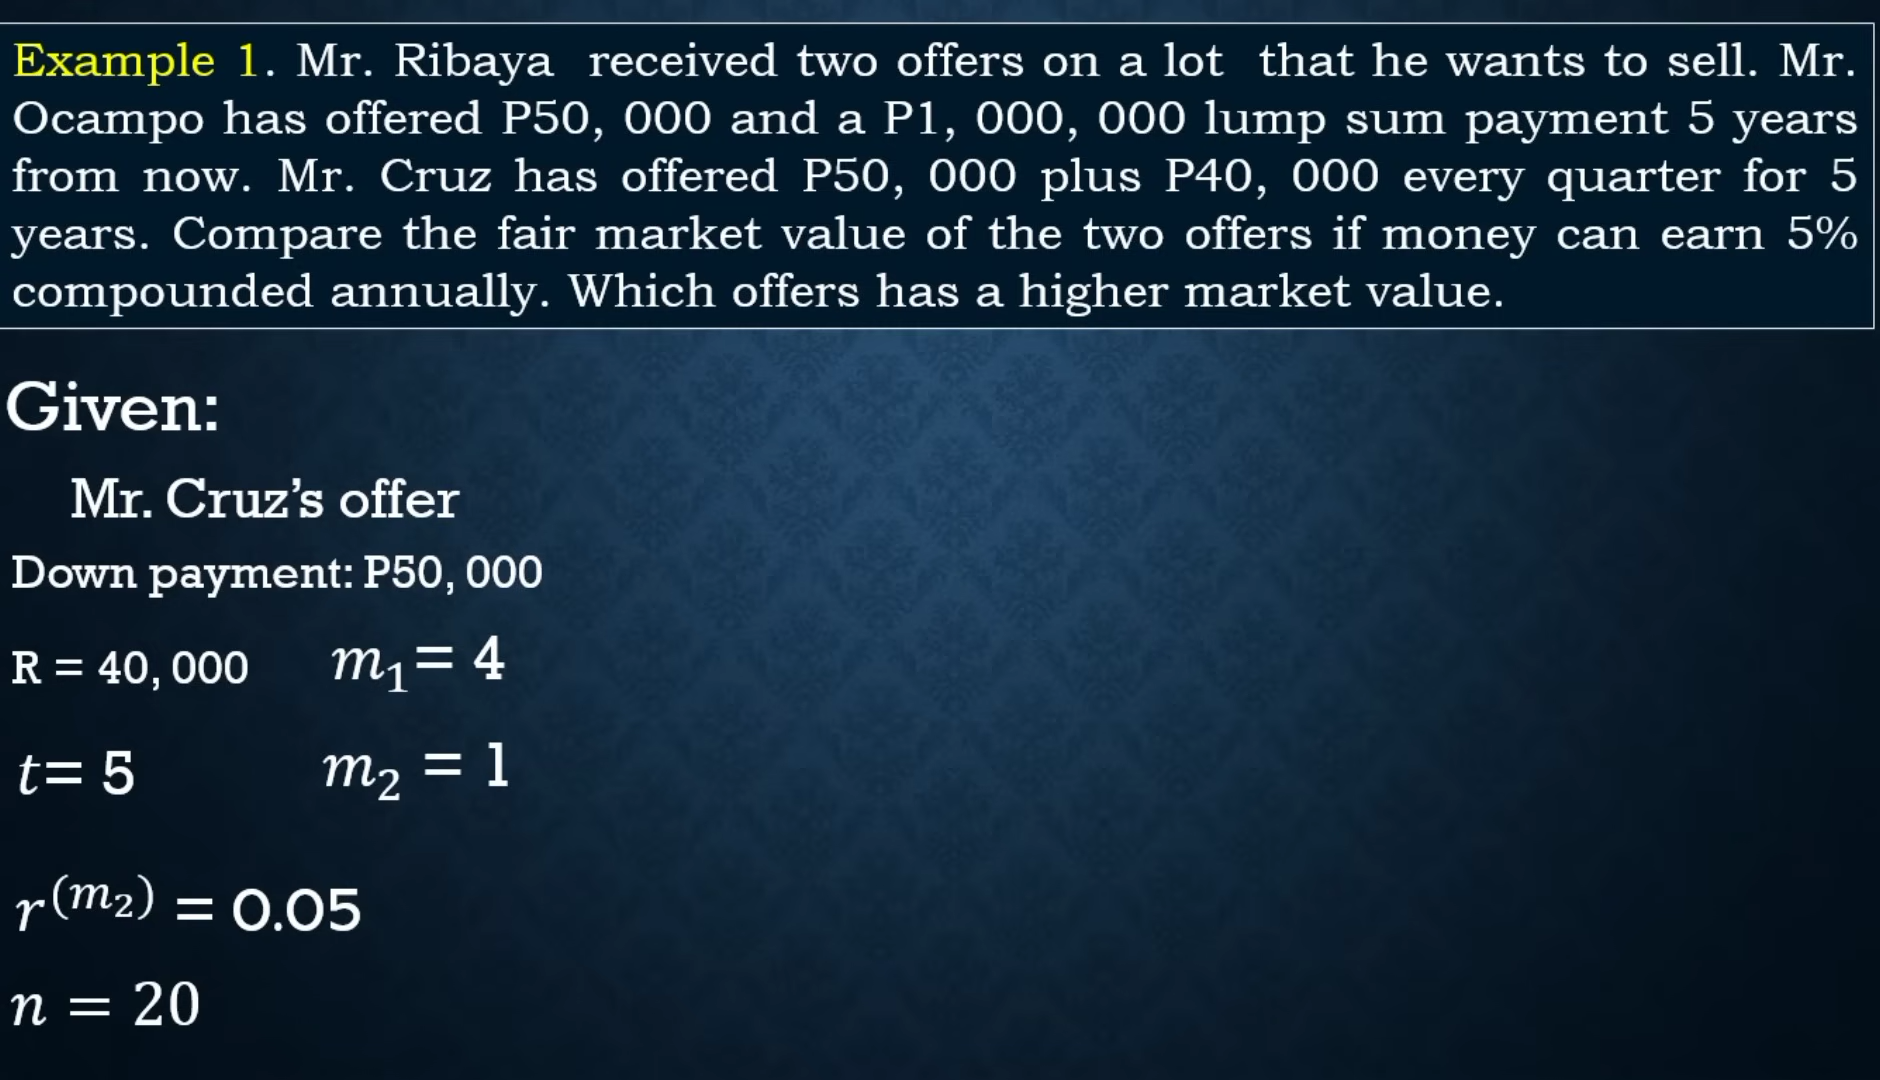 Example 1. Mr. Ribaya received two offers on a lot that he wants to sell. Mr.
Ocampo has offered P50, 000 and a P1, 000, 000 lump sum payment 5 years
from now. Mr. Cruz has offered P50, 000 plus P40, 000 every quarter for 5
years. Compare the fair market value of the two offers if money can earn 5%
compounded annually. Which offers has a higher market value.
Given:
Mr. Cruz's offer
Down payment: P50, 000
R = 40, 000 m₁= 4
t= 5 m₂ = 1
r^(m₂) = 0.05
n = 20